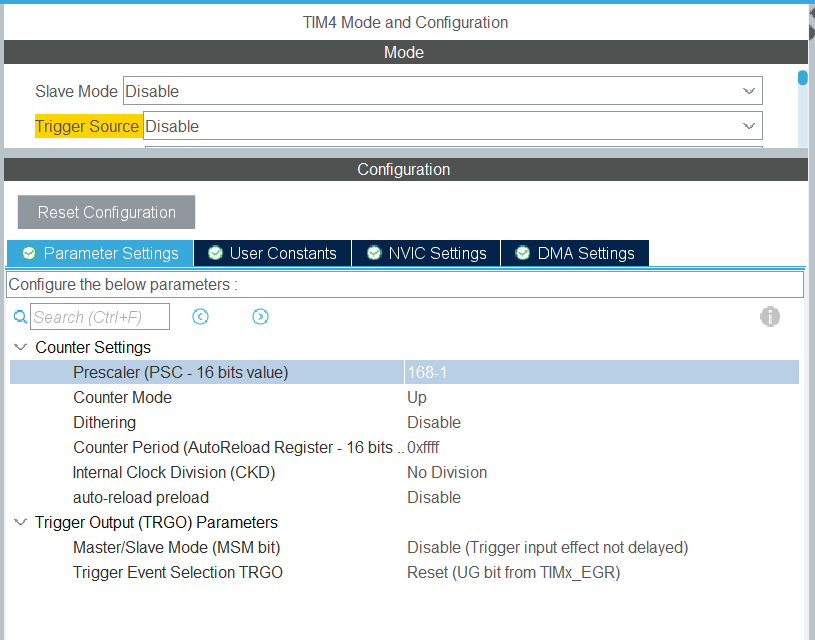 TIM4 Mode and Configuration
Mode
Slave Mode Disable
Trigger Source Disable
Configuration
Reset Configuration
Parameter Settings User Constants NVIC Settings DMA Settings
Configure the below parameters :
Search (Ctrl+F)
Counter Settings
Prescaler (PSC - 16 bits value) 168-1
Counter Mode Up
Dithering Disable
Counter Period (AutoReload Register - 16 bits .. 0xffff
Internal Clock Division (CKD) No Division
auto-reload preload Disable
Trigger Output (TRGO) Parameters
Master/Slave Mode (MSM bit) Disable (Trigger input effect not delayed)
Trigger Event Selection TRGO Reset (UG bit from TIMx_EGR)